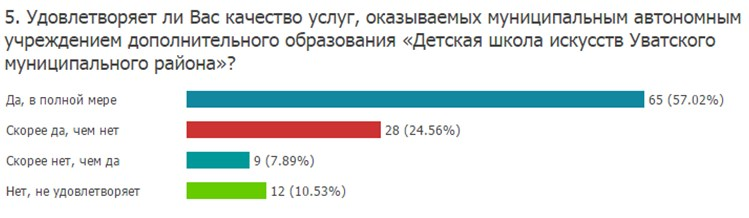 5. Удовлетворяет ли Вас качество услуг, оказываемых муниципальным автономным
учреждением дополнительного образования «Детская школа искусств Уватского
муниципального района»?
Да, в полной мере 65 (57.02%)
Скорее да, чем нет 28 (24.56%)
Скорее нет, чем да 9 (7.89%)
Нет, не удовлетворяет 12 (10.53%)